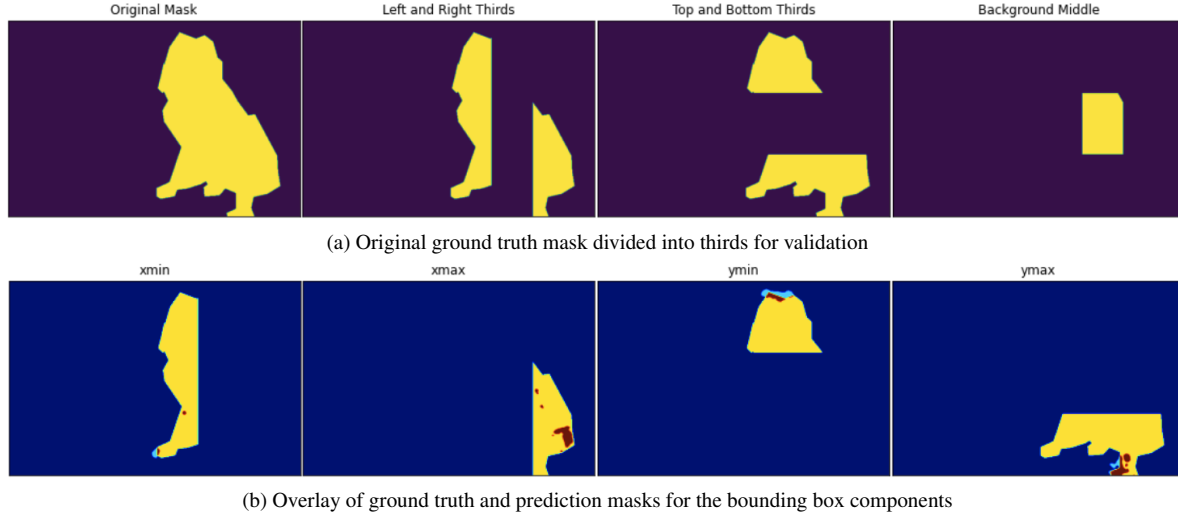 Original Mask
Left and Right Thirds
Top and Bottom Thirds
Background Middle
(a) Original ground truth mask divided into thirds for validation
xmin
xmax
ymin
ymax
(b) Overlay of ground truth and prediction masks for the bounding box components